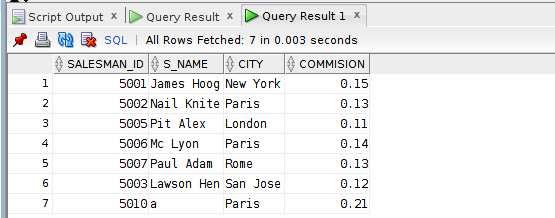 Script Output x Query Result x Query Result 1 x
SQL | All Rows Fetched: 7 in 0.003 seconds
SALESMAN_ID S_NAME CITY COMMISION
1 5001 James Hoog New York 0.15
2 5002 Nail Knite Paris 0.13
3 5005 Pit Alex London 0.11
4 5006 Mc Lyon Paris 0.14
5 5007 Paul Adam Rome 0.13
6 5003 Lawson Hen San Jose 0.12
7 5010 a Paris 0.21